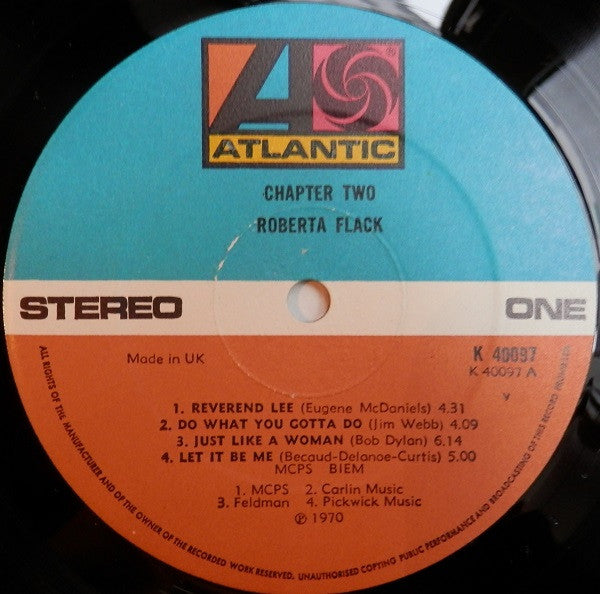 ATLANTIC
CHAPTER TWO
ROBERTA FLACK
STEREO
ONE
Made in UK
K 40097
K 40097 A
1. REVEREND LEE (Eugene McDaniels) 4.31
2. DO WHAT YOU GOTTA DO (Jim Webb) 4.09
3. JUST LIKE A WOMAN (Bob Dylan) 6.14
4. LET IT BE ME (Becaud-Delanoe-Curtis) 5.00
MCPS BIEM
1. MCPS 2. Carlin Music
3. Feldman 4. Pickwick Music
℗ 1970
ALL RIGHTS OF THE MANUFACTURER AND OF THE OWNER OF THE RECORDED WORK RESERVED. UNAUTHORISED COPYING PUBLIC PERFORMANCE AND BROADCASTING OF THIS RECORD PROHIBITED